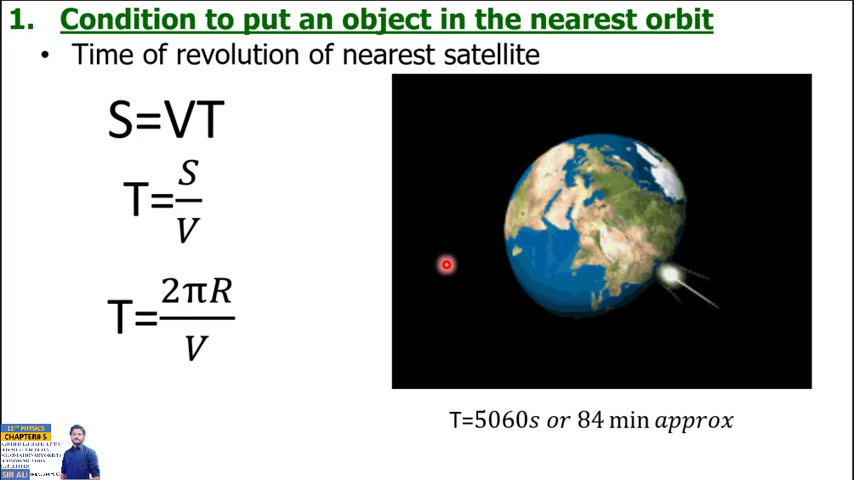 1. Condition to put an object in the nearest orbit
• Time of revolution of nearest satellite
S=VT
T=S/V
T=2πR/V
T=5060s or 84 min approx
11TH PHYSICS
CHAPTER# 5
SIR ALI